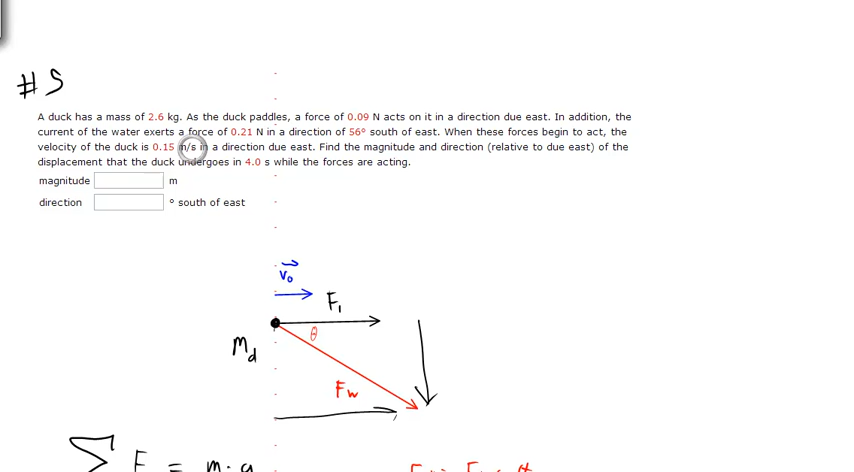 #5
A duck has a mass of 2.6 kg. As the duck paddles, a force of 0.09 N acts on it in a direction due east. In addition, the
current of the water exerts a force of 0.21 N in a direction of 56° south of east. When these forces begin to act, the
velocity of the duck is 0.15 m/s in a direction due east. Find the magnitude and direction (relative to due east) of the
displacement that the duck undergoes in 4.0 s while the forces are acting.
magnitude m
direction ° south of east
v₀
F₁
θ
m_d
F_w
∑ F = m·a